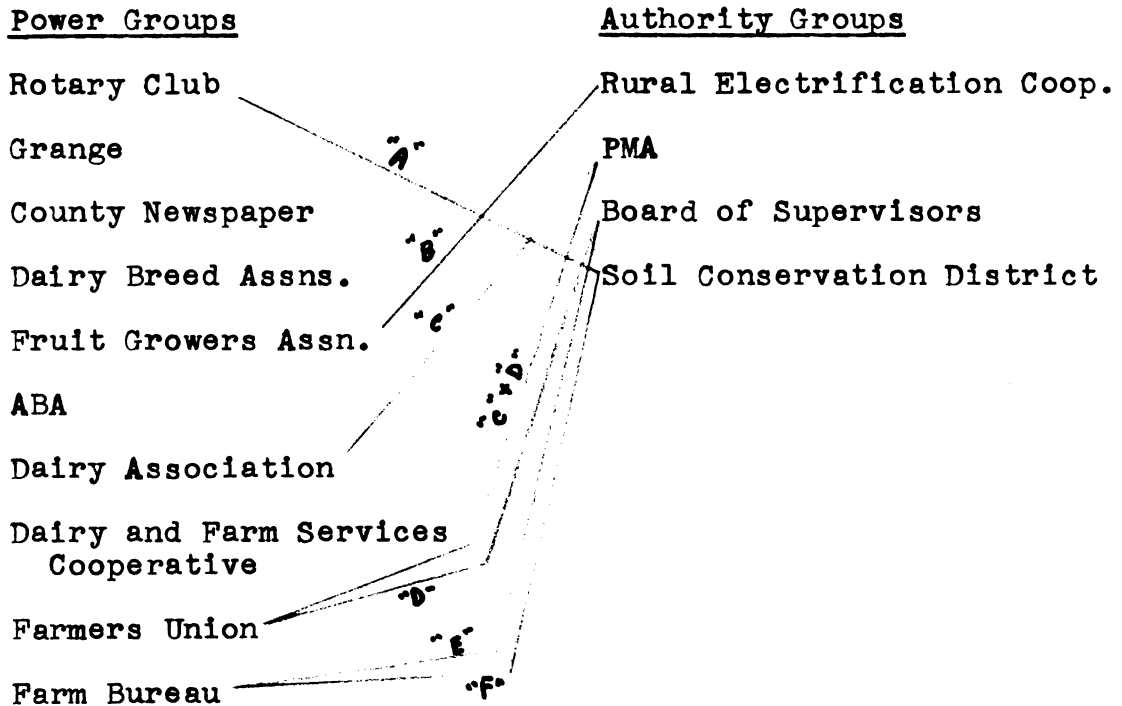 Power Groups
Authority Groups
Rotary Club
Rural Electrification Coop.
"A"
Grange
PMA
County Newspaper
Board of Supervisors
"B"
Dairy Breed Assns.
Soil Conservation District
"C"
Fruit Growers Assn.
"D"
x
"C"
ABA
Dairy Association
Dairy and Farm Services
Cooperative
"D"
Farmers Union
"E"
Farm Bureau
"F"